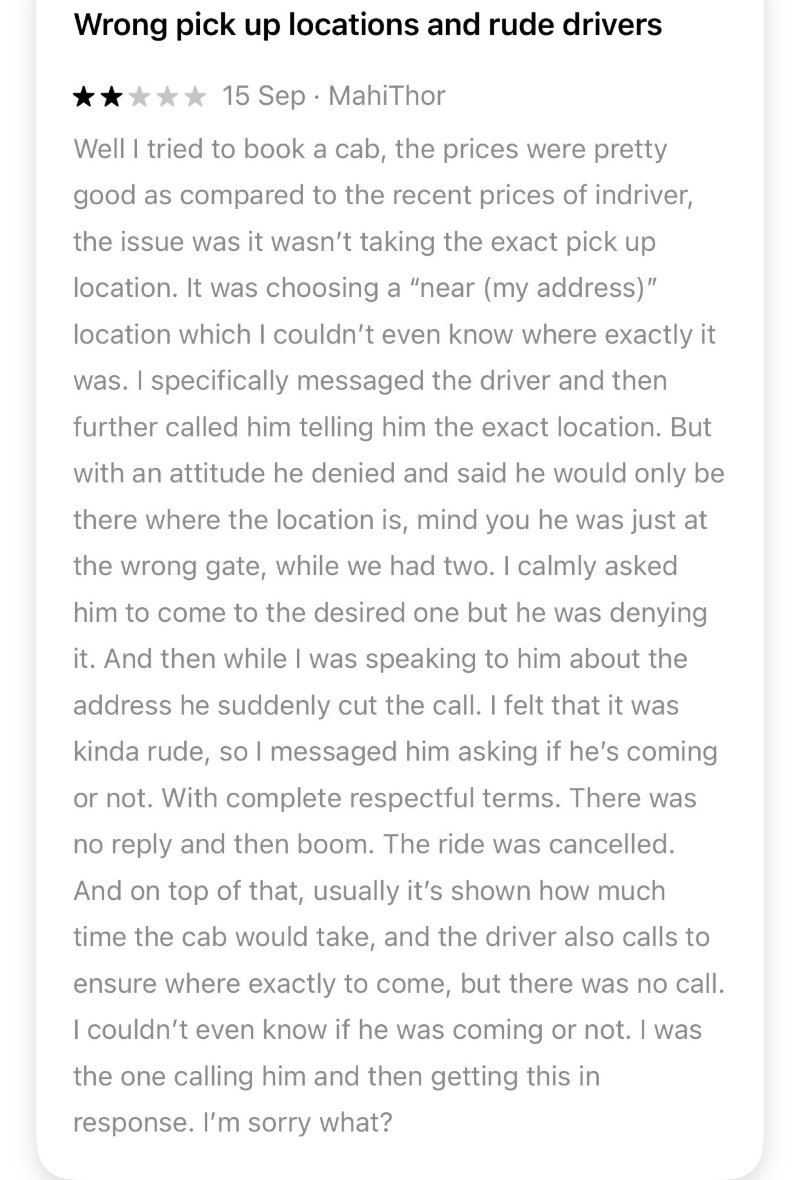 Wrong pick up locations and rude drivers
★★★★★ 15 Sep · MahiThor
Well I tried to book a cab, the prices were pretty
good as compared to the recent prices of indriver,
the issue was it wasn’t taking the exact pick up
location. It was choosing a “near (my address)”
location which I couldn’t even know where exactly it
was. I specifically messaged the driver and then
further called him telling him the exact location. But
with an attitude he denied and said he would only be
there where the location is, mind you he was just at
the wrong gate, while we had two. I calmly asked
him to come to the desired one but he was denying
it. And then while I was speaking to him about the
address he suddenly cut the call. I felt that it was
kinda rude, so I messaged him asking if he’s coming
or not. With complete respectful terms. There was
no reply and then boom. The ride was cancelled.
And on top of that, usually it’s shown how much
time the cab would take, and the driver also calls to
ensure where exactly to come, but there was no call.
I couldn’t even know if he was coming or not. I was
the one calling him and then getting this in
response. I’m sorry what?